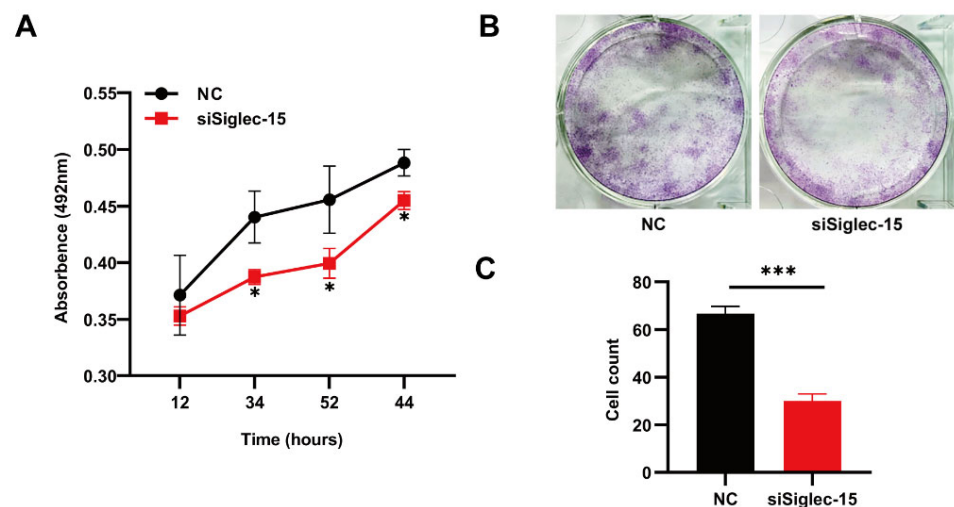 A
NC
siSiglec-15
Absorbence (492nm)
0.55
0.50
0.45
0.40
0.35
0.30
*
*
*
12 34 52 44
Time (hours)
B
NC siSiglec-15
C
***
Cell count
80
60
40
20
0
NC siSiglec-15